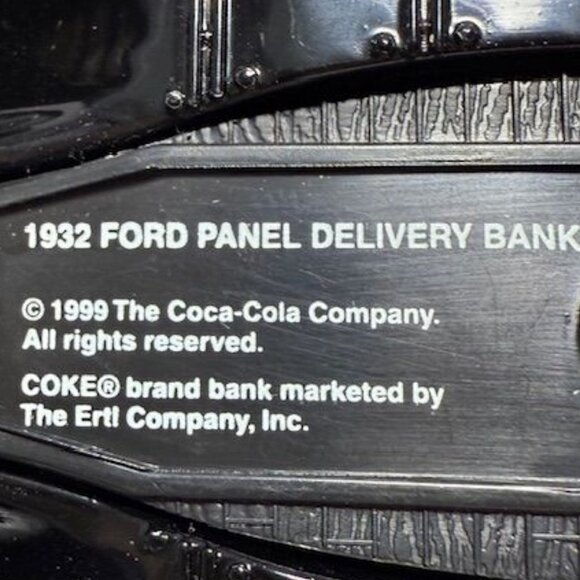 1932 FORD PANEL DELIVERY BANK
© 1999 The Coca-Cola Company.
All rights reserved.
COKE® brand bank marketed by
The Ertl Company, Inc.